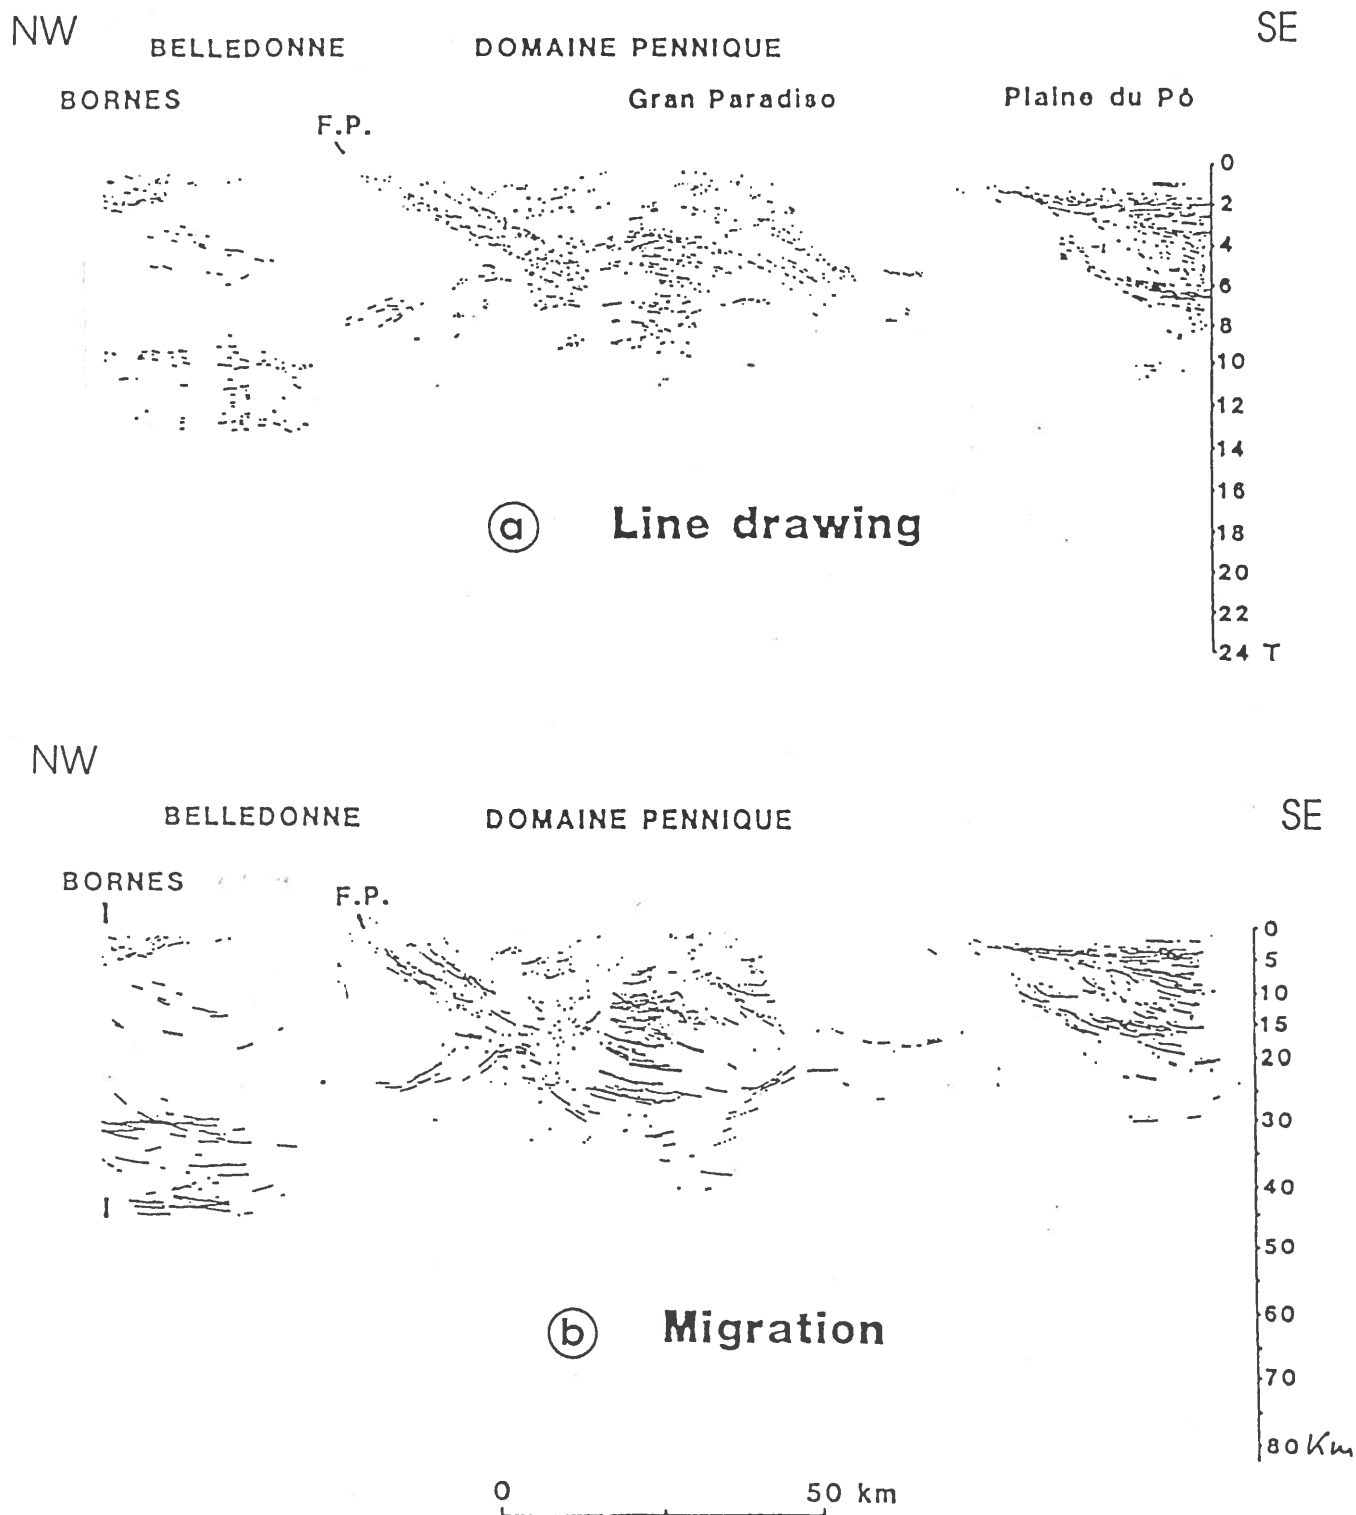 NW SE
BELLEDONNE DOMAINE PENNIQUE
BORNES Gran Paradiso Plaine du Pô
F.P.
0
2
4
6
8
10
12
14
16
18
20
22
24 T
a Line drawing
NW
BELLEDONNE DOMAINE PENNIQUE SE
BORNES
F.P.
0
5
10
15
20
30
40
50
60
70
80 Km
b Migration
0 50 km